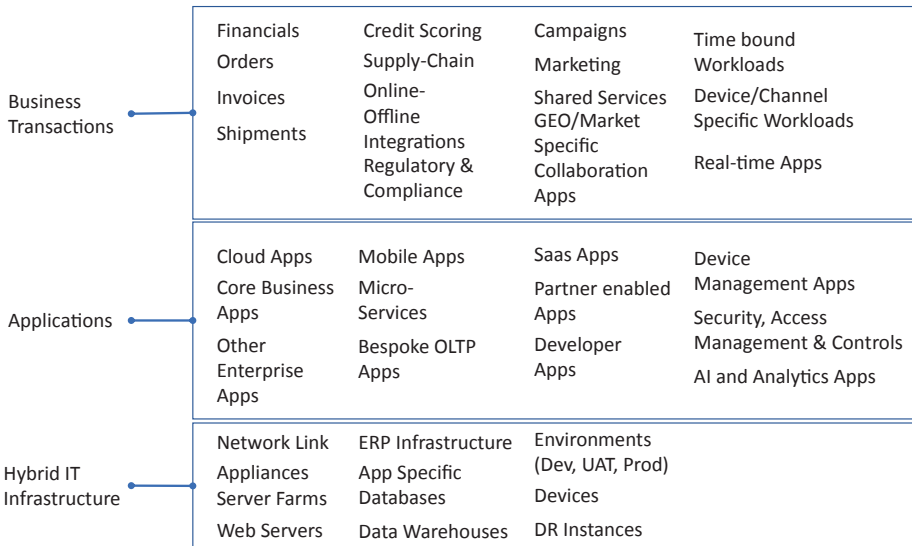 Business
Transactions
Financials
Orders
Invoices
Shipments
Credit Scoring
Supply-Chain
Online-
Offline
Integrations
Regulatory &
Compliance
Campaigns
Marketing
Shared Services
GEO/Market
Specific
Collaboration
Apps
Time bound
Workloads
Device/Channel
Specific Workloads
Real-time Apps
Applications
Cloud Apps
Core Business
Apps
Other
Enterprise
Apps
Mobile Apps
Micro-
Services
Bespoke OLTP
Apps
Saas Apps
Partner enabled
Apps
Developer
Apps
Device
Management Apps
Security, Access
Management & Controls
AI and Analytics Apps
Hybrid IT
Infrastructure
Network Link
Appliances
Server Farms
Web Servers
ERP Infrastructure
App Specific
Databases
Data Warehouses
Environments
(Dev, UAT, Prod)
Devices
DR Instances